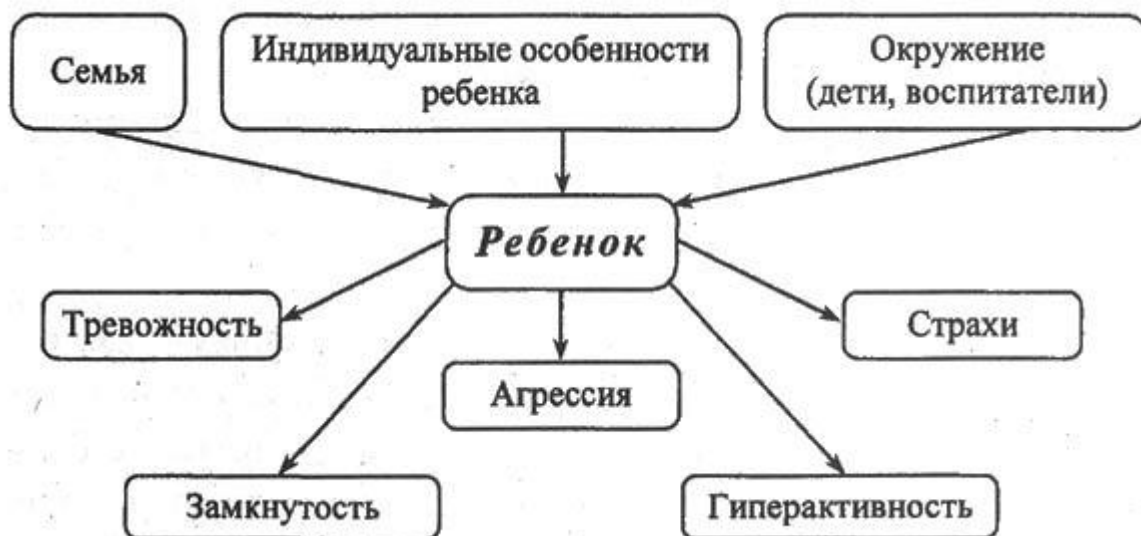 Семья
Индивидуальные особенности
ребенка
Окружение
(дети, воспитатели)
Ребенок
Тревожность
Страхи
Агрессия
Замкнутость
Гиперактивность